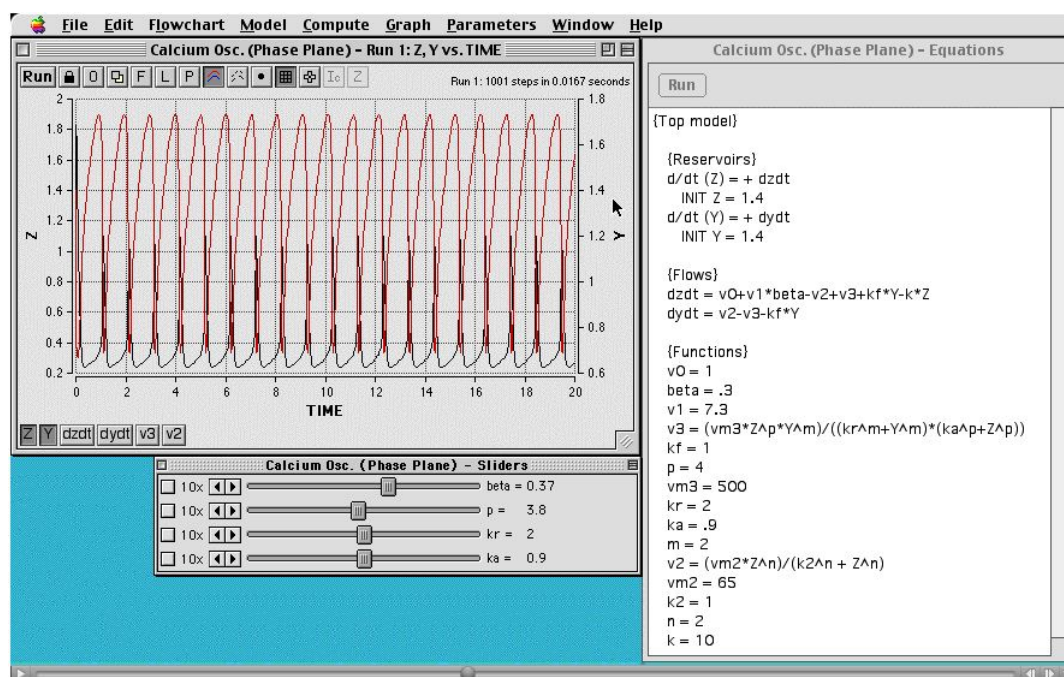 File Edit Flowchart Model Compute Graph Parameters Window Help
Calcium Osc. (Phase Plane) - Run 1: Z, Y vs. TIME
Run O F L P Ic Z
Run 1: 1001 steps in 0.0167 seconds
2
1.8
1.6
1.4
1.2
1
0.8
0.6
0.4
0.2
Z
1.8
1.6
1.4
1.2
1
0.8
0.6
Y
0 2 4 6 8 10 12 14 16 18 20
TIME
Z Y dzdt dydt v3 v2
Calcium Osc. (Phase Plane) - Sliders
10x beta = 0.37
10x p = 3.8
10x kr = 2
10x ka = 0.9
Calcium Osc. (Phase Plane) - Equations
Run
{Top model}
{Reservoirs}
d/dt (Z) = + dzdt
INIT Z = 1.4
d/dt (Y) = + dydt
INIT Y = 1.4
{Flows}
dzdt = v0+v1*beta-v2+v3+kf*Y-k*Z
dydt = v2-v3-kf*Y
{Functions}
v0 = 1
beta = .3
v1 = 7.3
v3 = (vm3*Z^p*Y^m)/((kr^m+Y^m)*(ka^p+Z^p))
kf = 1
p = 4
vm3 = 500
kr = 2
ka = .9
m = 2
v2 = (vm2*Z^n)/(k2^n + Z^n)
vm2 = 65
k2 = 1
n = 2
k = 10